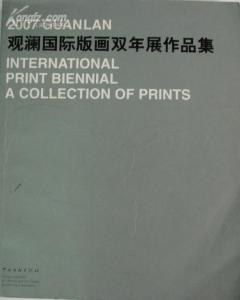 2007 GUANLAN
观澜国际版画双年展作品集
INTERNATIONAL
PRINT BIENNIAL
A COLLECTION OF PRINTS